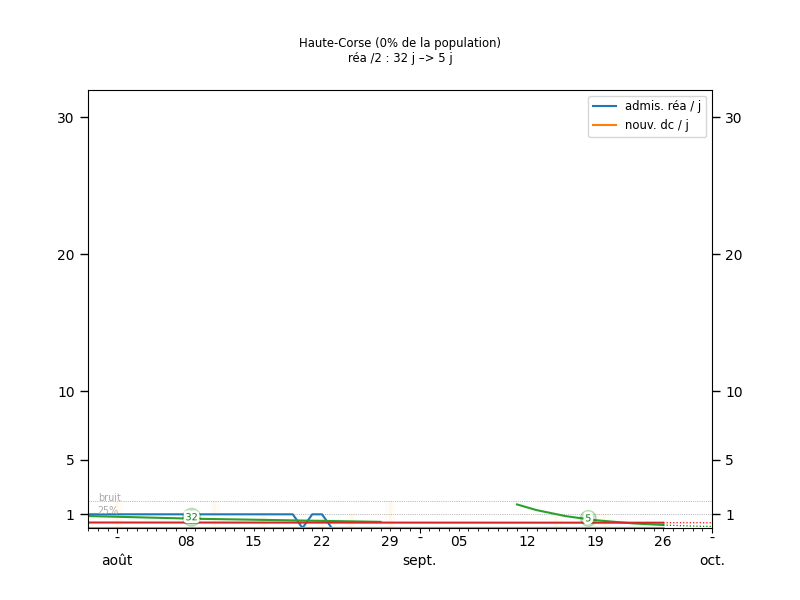 Haute-Corse (0% de la population)
réa /2 : 32 j –> 5 j
admis. réa / j
nouv. dc / j
30 30
20 20
10 10
5 5
bruit
25%
1 1
32
5
- 08 15 22 29 - 05 12 19 26 -
août sept. oct.